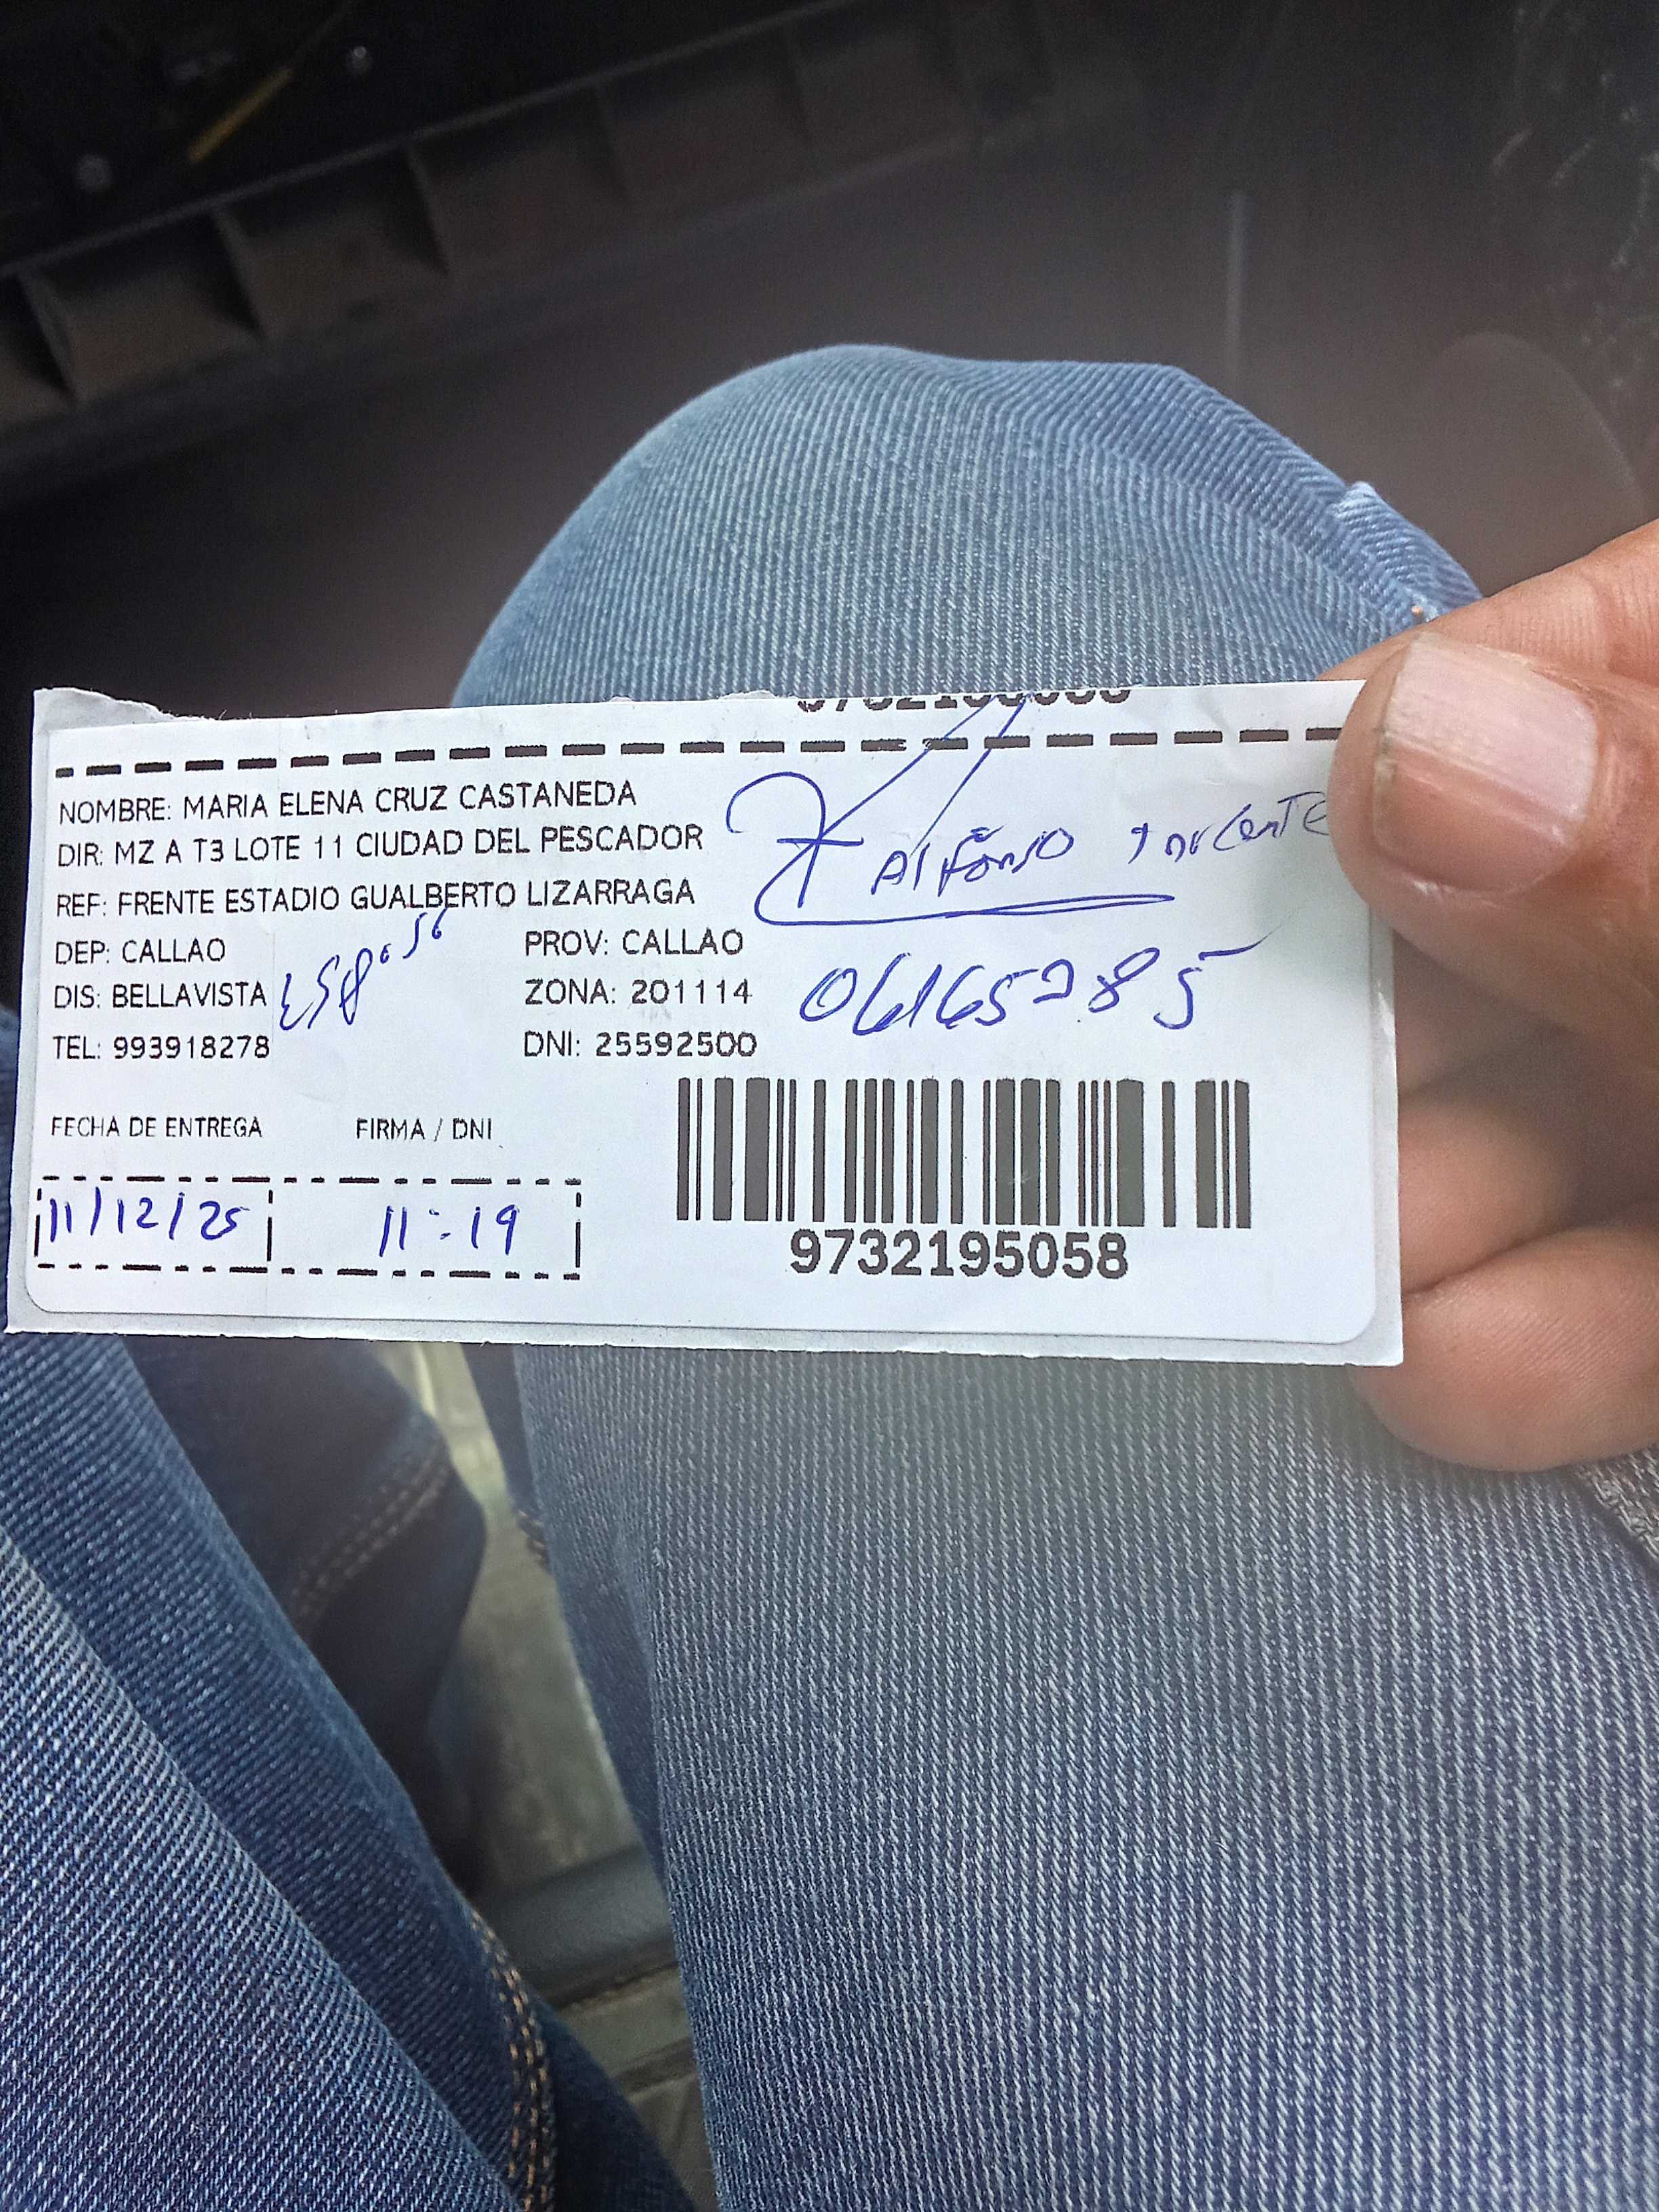 NOMBRE: MARIA ELENA CRUZ CASTANEDA
DIR: MZ A T3 LOTE 11 CIUDAD DEL PESCADOR
Alfonso
REF: FRENTE ESTADIO GUALBERTO LIZARRAGA
DEP: CALLAO PROV: CALLAO
DIS: BELLAVISTA ZONA: 201114
TEL: 993918278 DNI: 25592500
FECHA DE ENTREGA FIRMA / DNI
11/12/25 11:19
9732195058